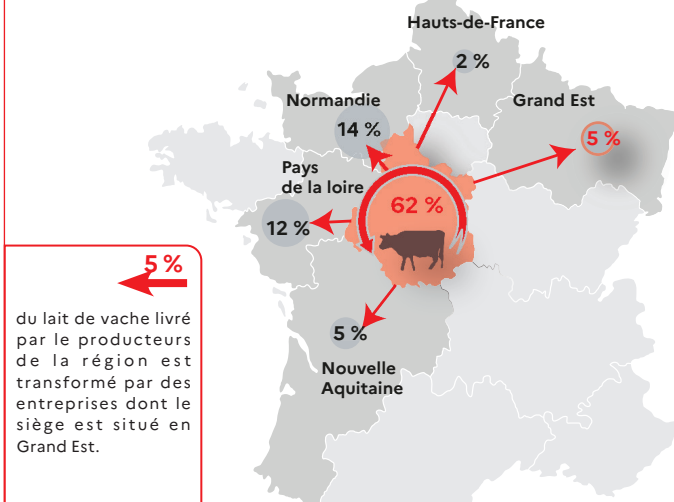 Hauts-de-France
2 %
Normandie
14 %
Grand Est
5 %
Pays
de la loire
62 %
12 %
5 %
du lait de vache livré
par le producteurs
de la région est
transformé par des
entreprises dont le
siège est situé en
Grand Est.
5 %
Nouvelle
Aquitaine